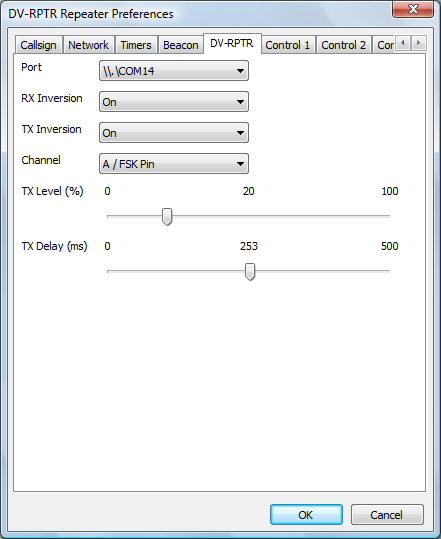 DV-RPTR Repeater Preferences
Callsign Network Timers Beacon DV-RPTR Control 1 Control 2 Cor
Port \\.\COM14
RX Inversion On
TX Inversion On
Channel A / FSK Pin
TX Level (%) 0 20 100
TX Delay (ms) 0 253 500
OK Cancel